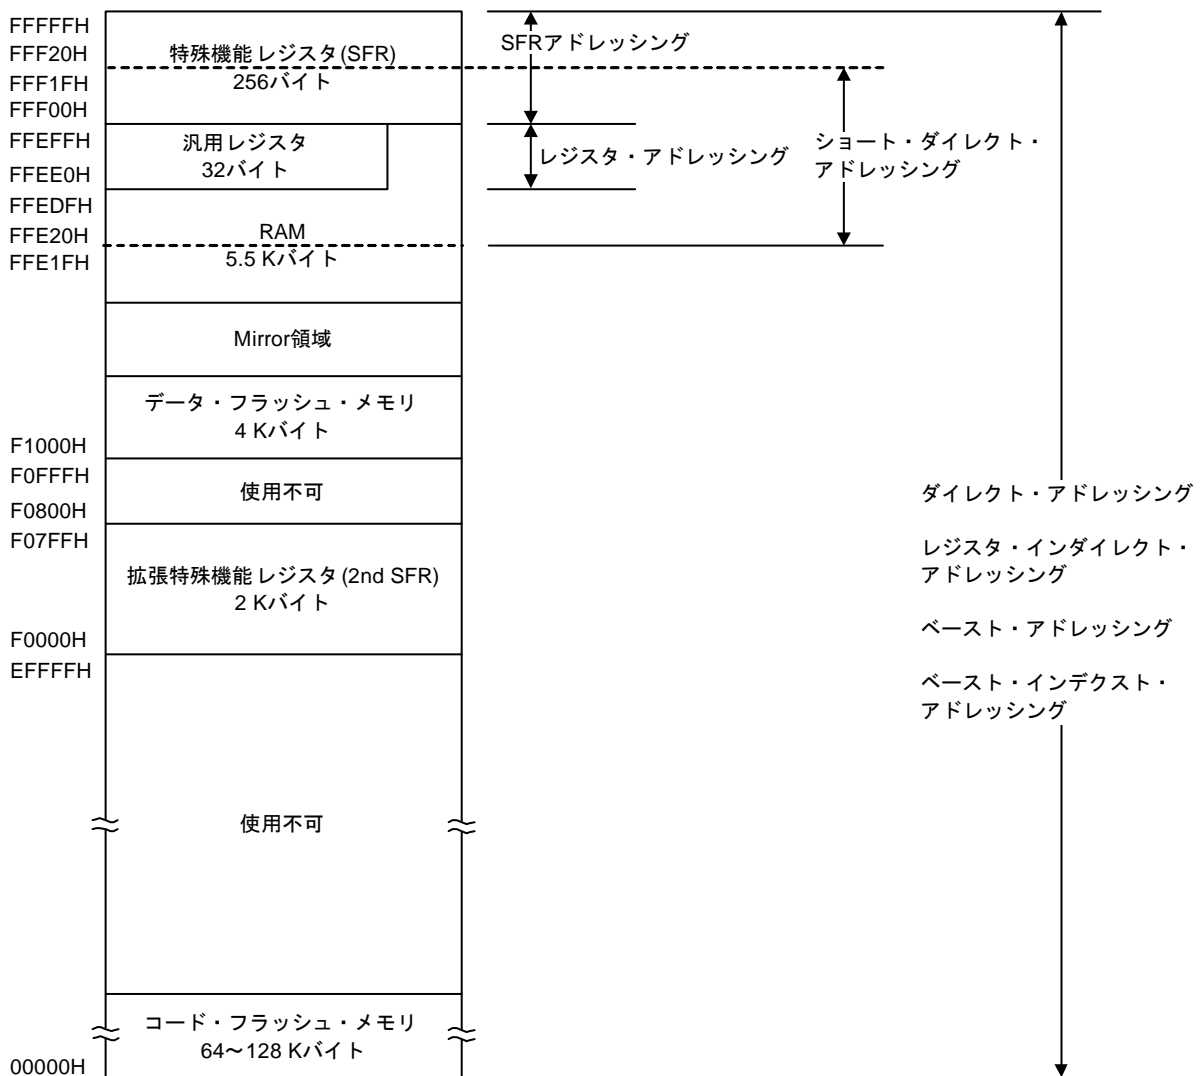 FFFFFH
FFF20H
FFF1FH
FFF00H
FFEFFH
FFEE0H
FFEDFH
FFE20H
FFE1FH
F1000H
F0FFFH
F0800H
F07FFH
F0000H
EFFFFH
00000H
特殊機能レジスタ(SFR)
256バイト
汎用レジスタ
32バイト
RAM
5.5 Kバイト
Mirror領域
データ・フラッシュ・メモリ
4 Kバイト
使用不可
拡張特殊機能レジスタ(2nd SFR)
2 Kバイト
使用不可
コード・フラッシュ・メモリ
64～128 Kバイト
SFRアドレッシング
レジスタ・アドレッシング
ショート・ダイレクト・
アドレッシング
ダイレクト・アドレッシング
レジスタ・インダイレクト・
アドレッシング
ベースト・アドレッシング
ベースト・インデクスト・
アドレッシング